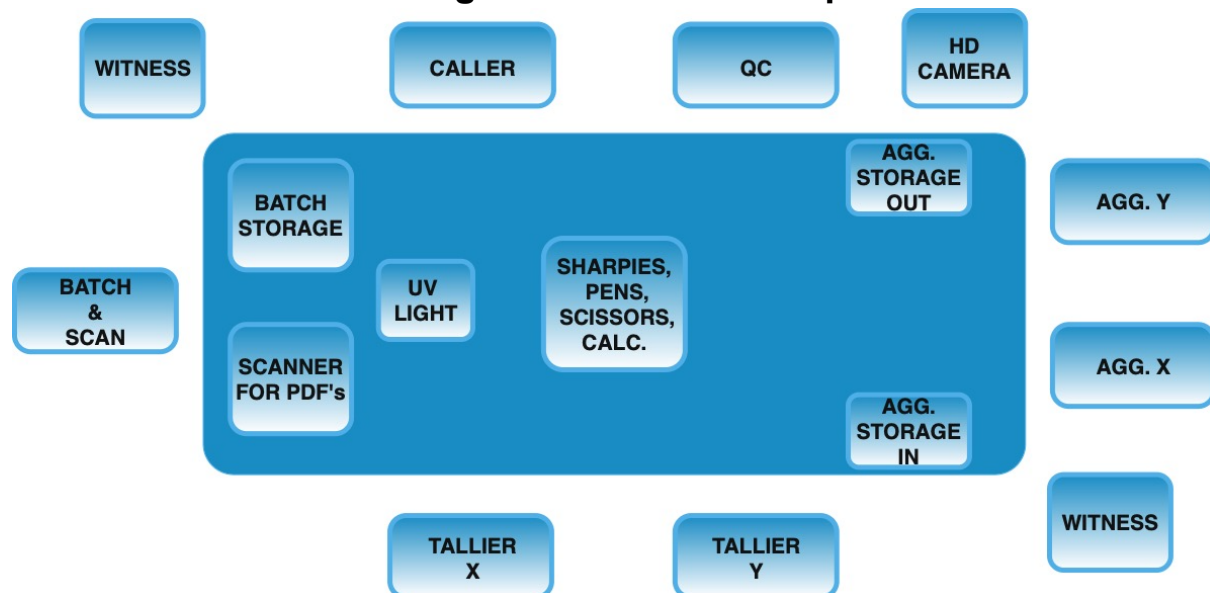 WITNESS
CALLER
QC
HD
CAMERA
BATCH
STORAGE
AGG.
STORAGE
OUT
AGG. Y
BATCH
&
SCAN
UV
LIGHT
SHARPIES,
PENS,
SCISSORS,
CALC.
SCANNER
FOR PDF's
AGG. X
AGG.
STORAGE
IN
WITNESS
TALLIER
X
TALLIER
Y